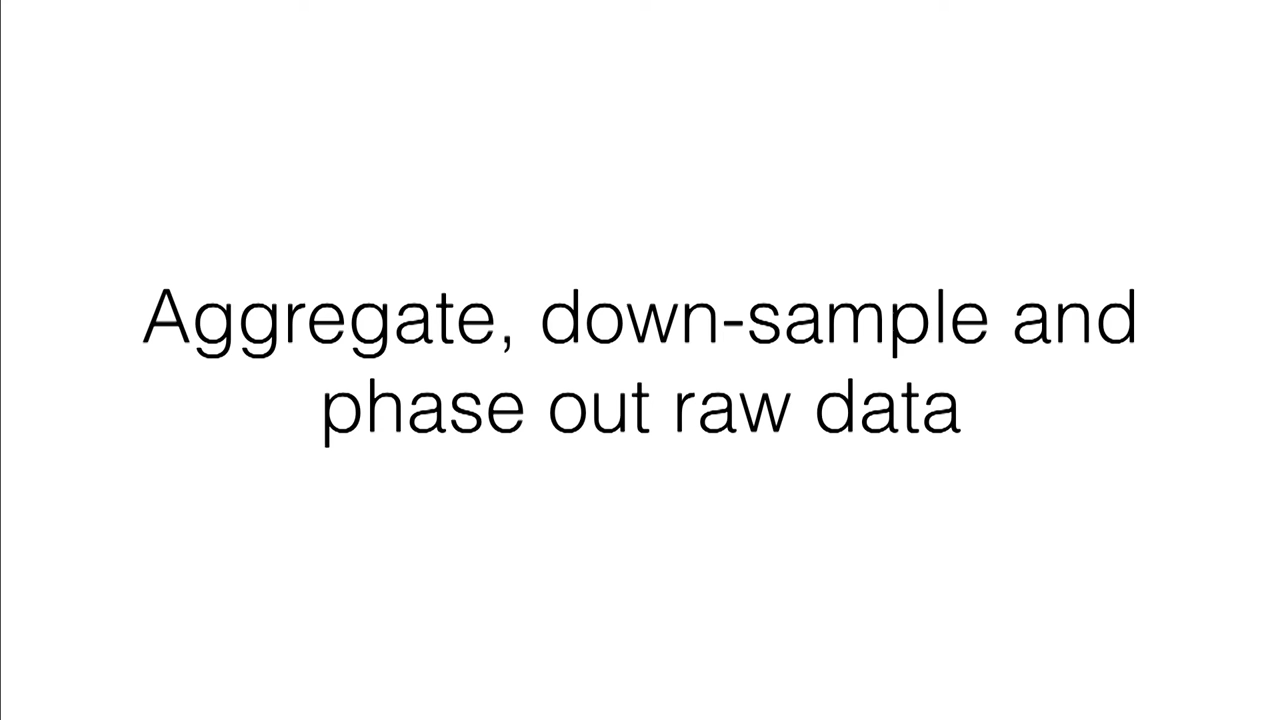 Aggregate, down-sample and
phase out raw data